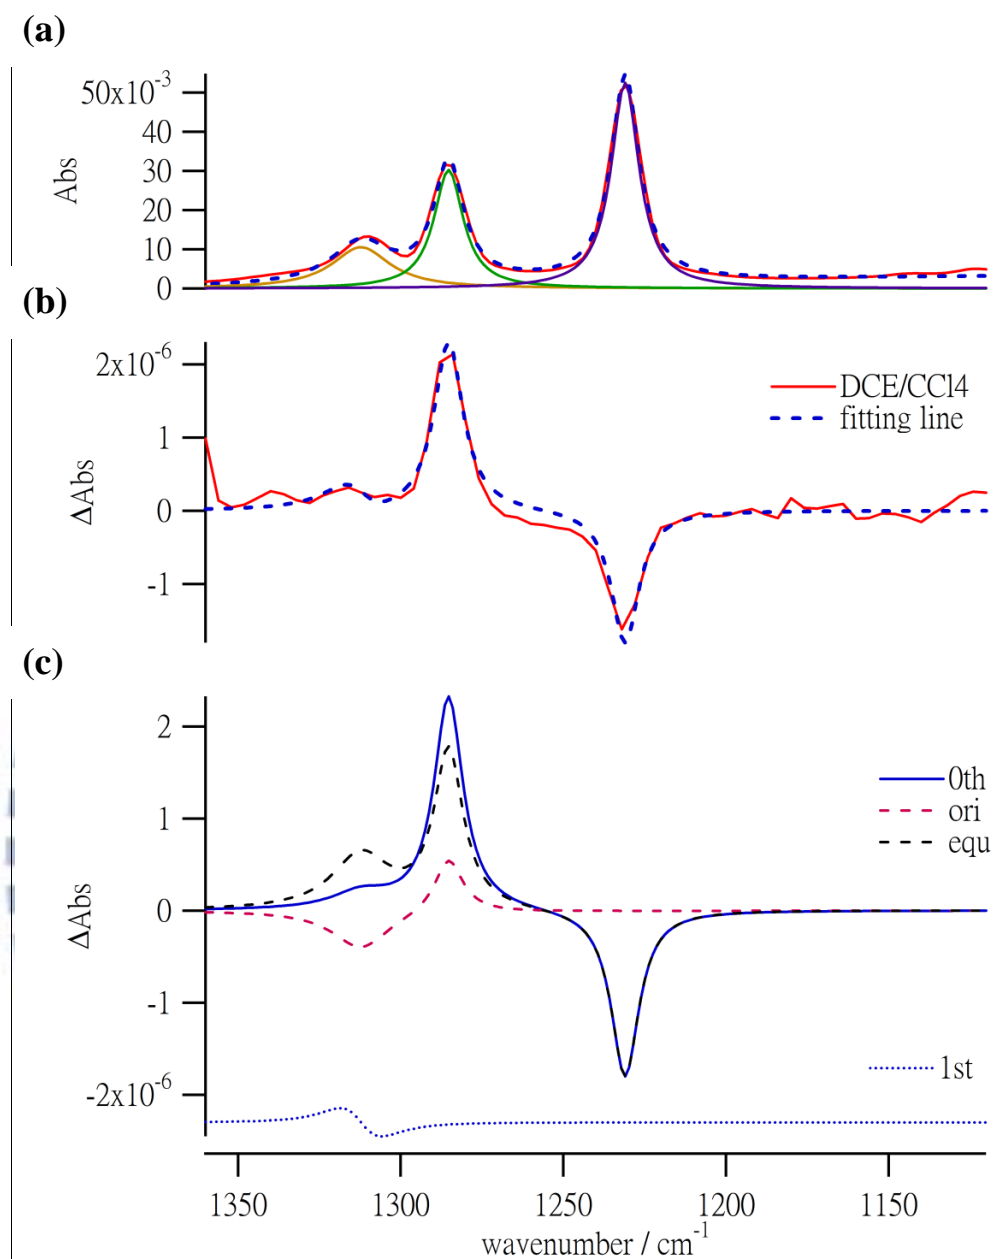 (a)
50x10⁻³
40
30
20
10
0
Abs
(b)
2x10⁻⁶
1
0
-1
ΔAbs
DCE/CCl4
fitting line
(c)
2
1
0
-1
-2x10⁻⁶
ΔAbs
0th
ori
equ
1st
1350 1300 1250 1200 1150
wavenumber / cm⁻¹